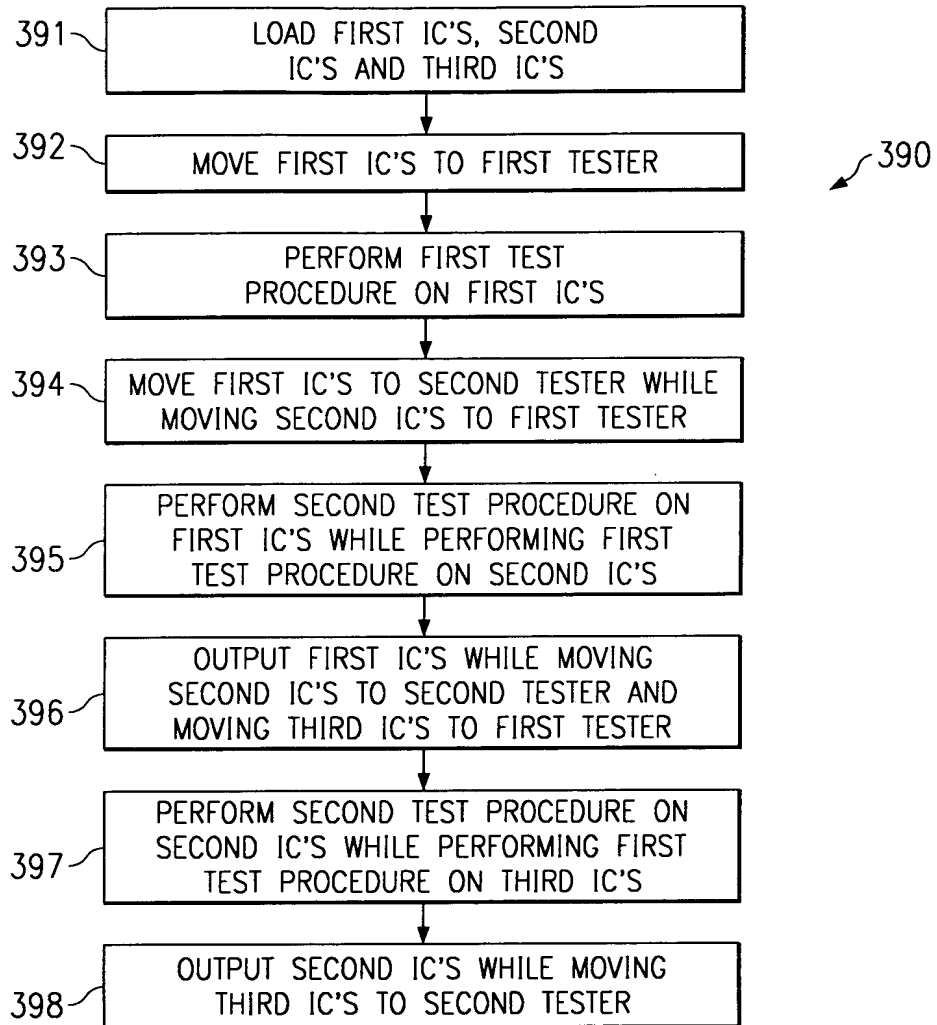 391
LOAD FIRST IC'S, SECOND
IC'S AND THIRD IC'S
392
MOVE FIRST IC'S TO FIRST TESTER
390
393
PERFORM FIRST TEST
PROCEDURE ON FIRST IC'S
394
MOVE FIRST IC'S TO SECOND TESTER WHILE
MOVING SECOND IC'S TO FIRST TESTER
395
PERFORM SECOND TEST PROCEDURE ON
FIRST IC'S WHILE PERFORMING FIRST
TEST PROCEDURE ON SECOND IC'S
396
OUTPUT FIRST IC'S WHILE MOVING
SECOND IC'S TO SECOND TESTER AND
MOVING THIRD IC'S TO FIRST TESTER
397
PERFORM SECOND TEST PROCEDURE ON
SECOND IC'S WHILE PERFORMING FIRST
TEST PROCEDURE ON THIRD IC'S
398
OUTPUT SECOND IC'S WHILE MOVING
THIRD IC'S TO SECOND TESTER